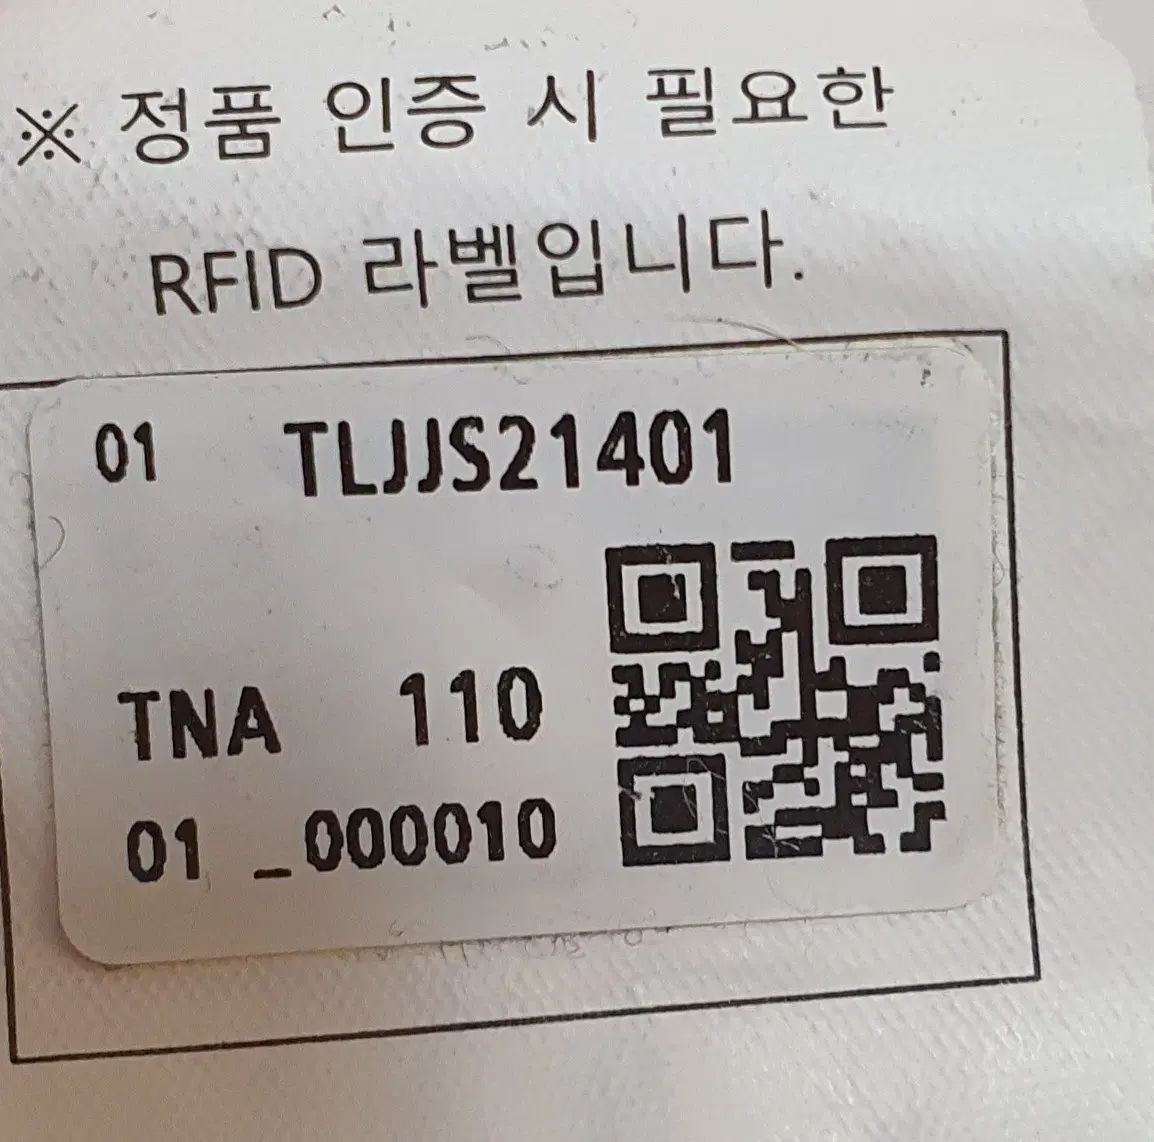 ※ 정품 인증 시 필요한
RFID 라벨입니다.
01 TLJJS21401
TNA 110
01 _000010